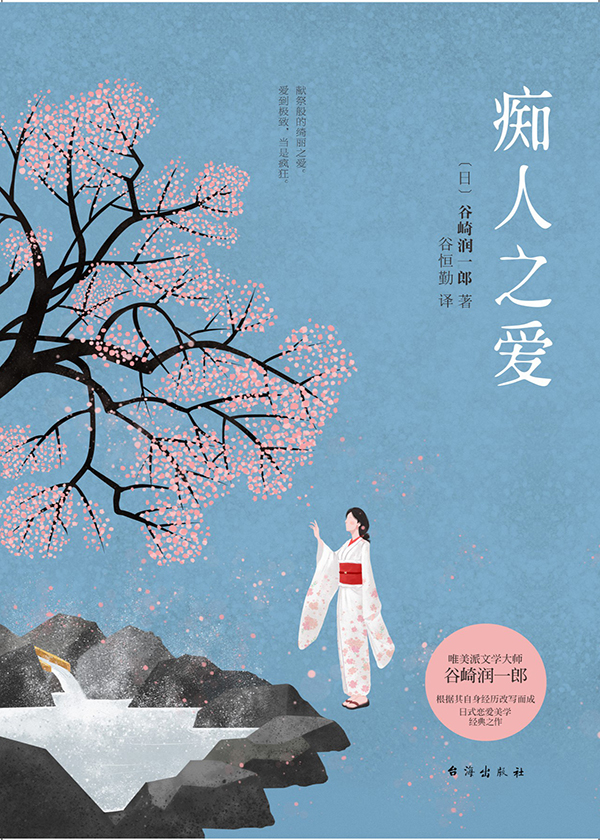 痴人之爱
〔日〕谷崎润一郎 著
谷恒勤 译
献祭般的绮丽之爱，
爱到极致，当是疯狂。
唯美派文学大师
谷崎润一郎
根据其自身经历改写而成
日式恋爱美学
经典之作
台海出版社